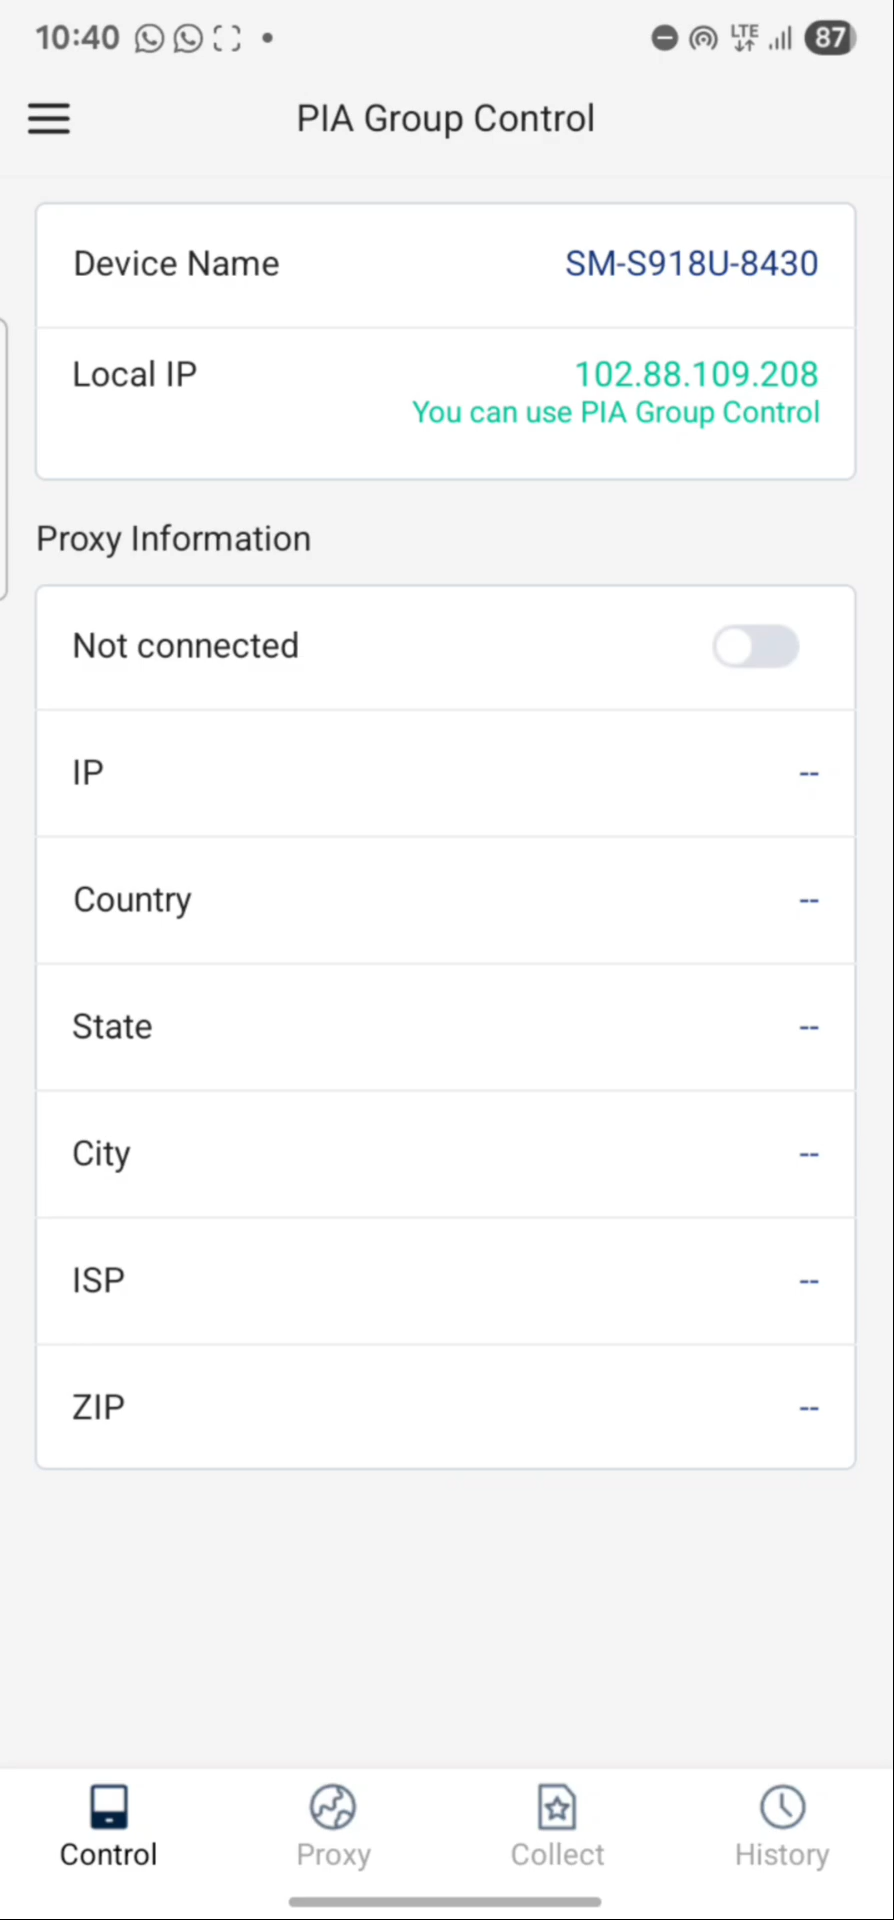 10:40
LTE
87
PIA Group Control
Device Name SM-S918U-8430
Local IP 102.88.109.208
You can use PIA Group Control
Proxy Information
Not connected
IP --
Country --
State --
City --
ISP --
ZIP --
Control Proxy Collect History